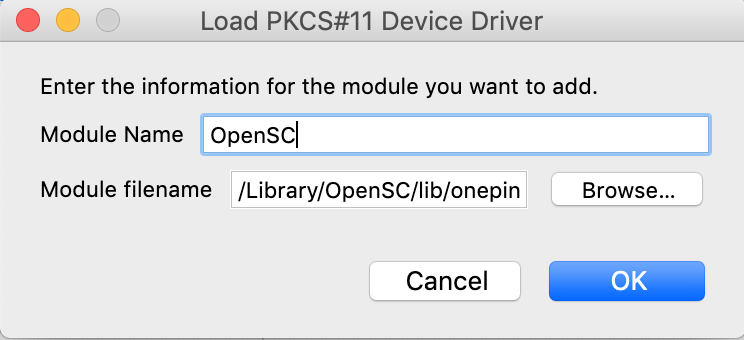 Load PKCS#11 Device Driver
Enter the information for the module you want to add.
Module Name OpenSC
Module filename /Library/OpenSC/lib/onepin Browse...
Cancel OK